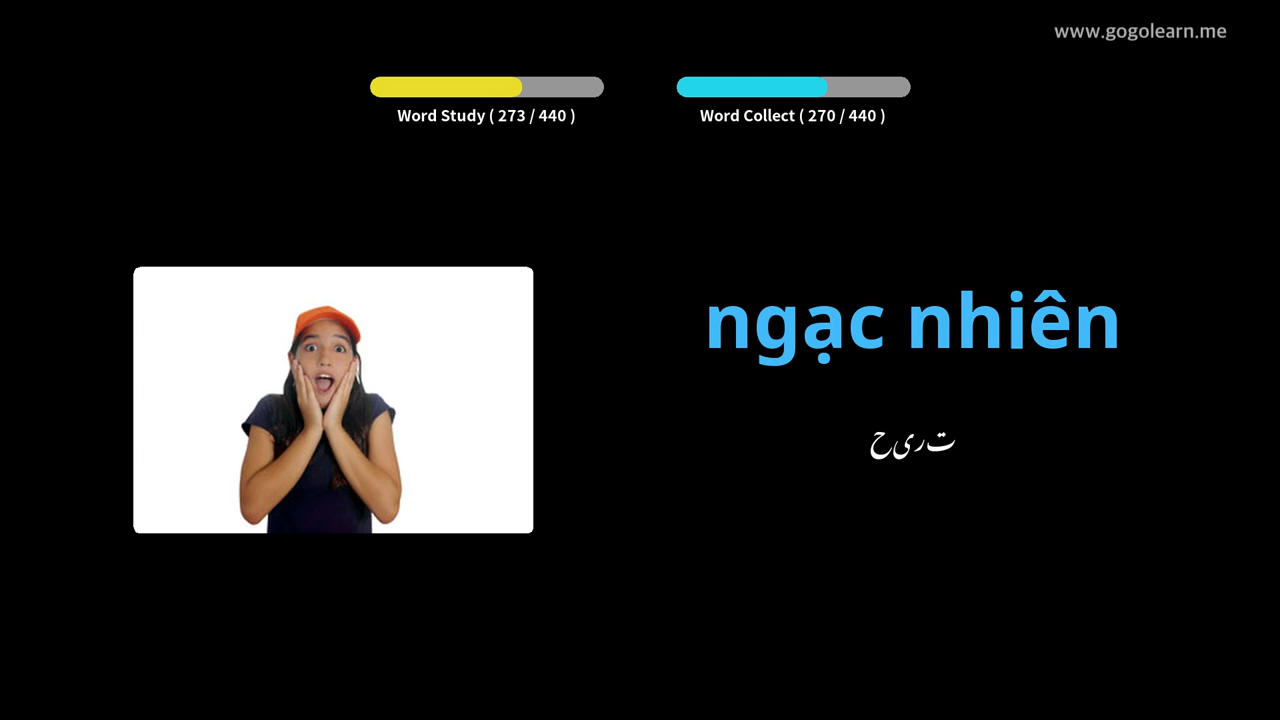 www.gogolearn.me
Word Study ( 273 / 440 )
Word Collect ( 270 / 440 )
ngạc nhiên
حیرت